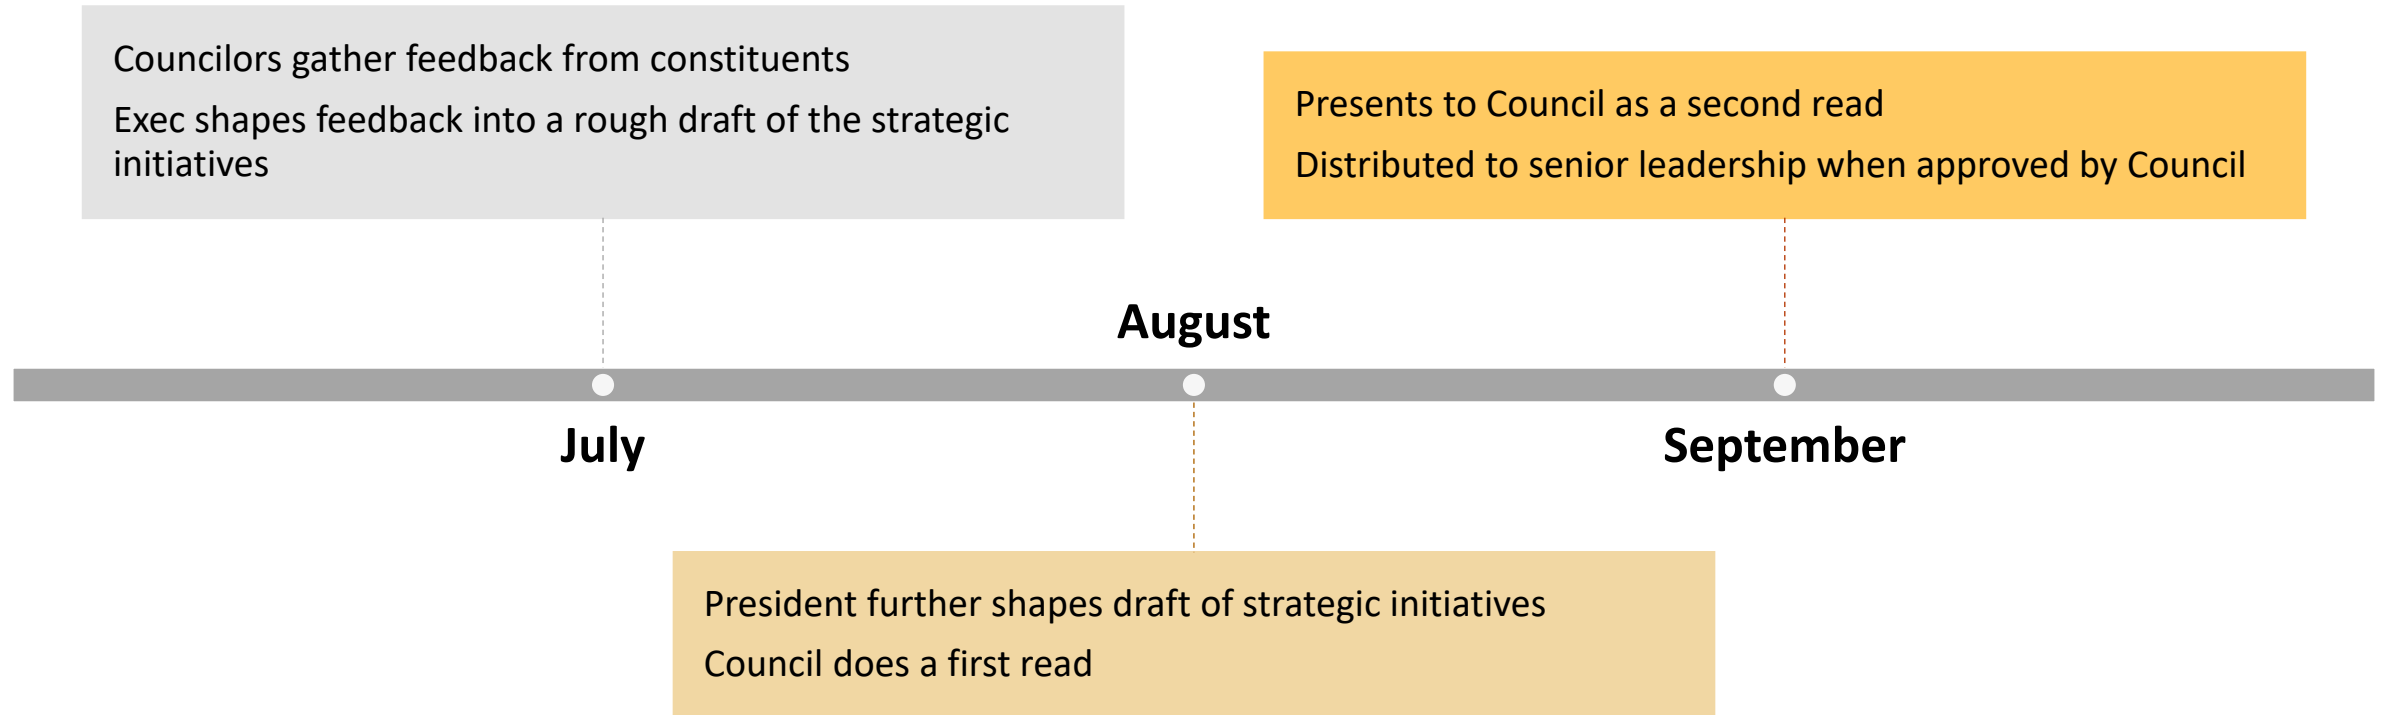 Councilors gather feedback from constituents
Exec shapes feedback into a rough draft of the strategic
initiatives
July
August
President further shapes draft of strategic initiatives
Council does a first read
Presents to Council as a second read
Distributed to senior leadership when approved by Council
September